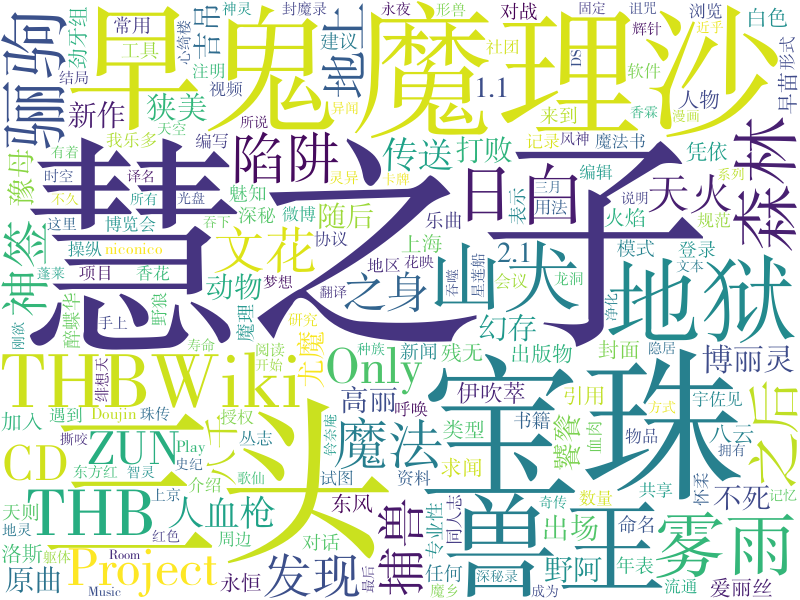 早鬼
魔理沙
骊驹
慧之子
三头
宝珠
地狱
兽王
森林
雾雨
之后
THBWiki
THB
Project
ZUN
CD
Only
陷阱
传送
打败
日白
天火
文花
山犬
之身
神签
豫母
吉吊
地上
新作
狭美
常用
工具
劲牙组
心绮楼
封魔录
神灵
永夜
形兽
对战
固定
诅咒
辉针
浏览
近乎
白色
形式
早苗
结局
注明
视频
建议
异闻
社团
DS
软件
漫画
人物
1.1
来到
香霖
我乐多
天空
所说
编写
记录
风神
魔法书
凭依
有着
时空
译名
所有
光盘
魅知
灵异
卡牌
编辑
三月
系列
不久
这里
博览会
深秘
微博
随后
吞下
表示
用法
说明
火焰
规范
操纵
niconico
协议
乐曲
上海
2.1
模式
登录
蓬莱
项目
香花
动物
梦想
地区
花映
吞噬
星莲船
会议
龙洞
文本
醉蝶华
野狼
翻译
幻存
净化
手上
魔理
研究
尤魔
刚欲
寿命
阅读
新闻
残无
出版物
封面
隐居
博丽灵
绯想天
开始
种族
加入
遇到
Doujin
珠传
授权
八千
高丽
呼唤
伊吹萃
引用
宇佐见
方式
撕咬
丛志
铃奈庵
书籍
类型
饕餮
血肉
物品
八云
拥有
东方红
智灵
Play
史纪
魔法
求闻
资料
共享
怀柔
不死
记忆
天则
上京
介绍
歌仙
试图
人血枪
东风
捕兽
专业性
同人志
奇传
数量
地灵
红色
周边
对话
出场
命名
洛斯
躯体
Room
发现
任何
野阿
年表
原曲
Music
永恒
最后
魔乡
深秘录
成为
流通
爱丽丝